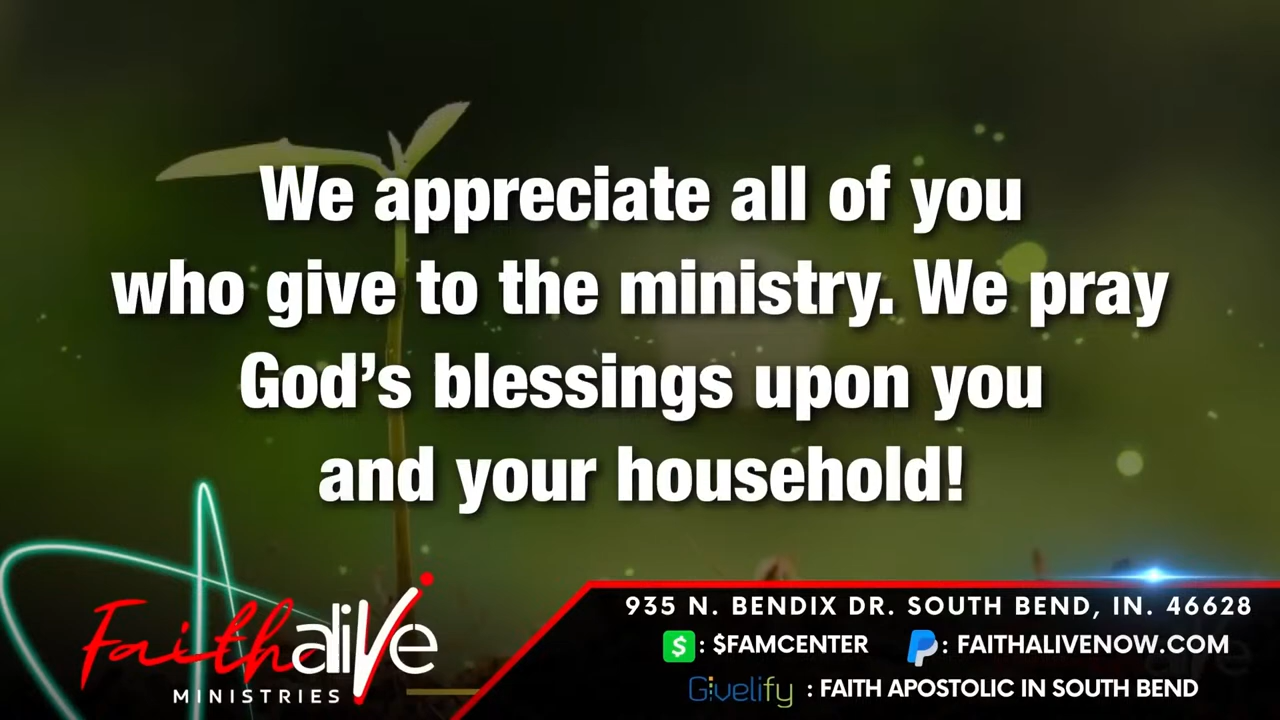 We appreciate all of you
who give to the ministry. We pray
God's blessings upon you
and your household!
Faith alive
MINISTRIES
935 N. BENDIX DR. SOUTH BEND, IN. 46628
$ : $FAMCENTER P : FAITHALIVENOW.COM
Givelify : FAITH APOSTOLIC IN SOUTH BEND